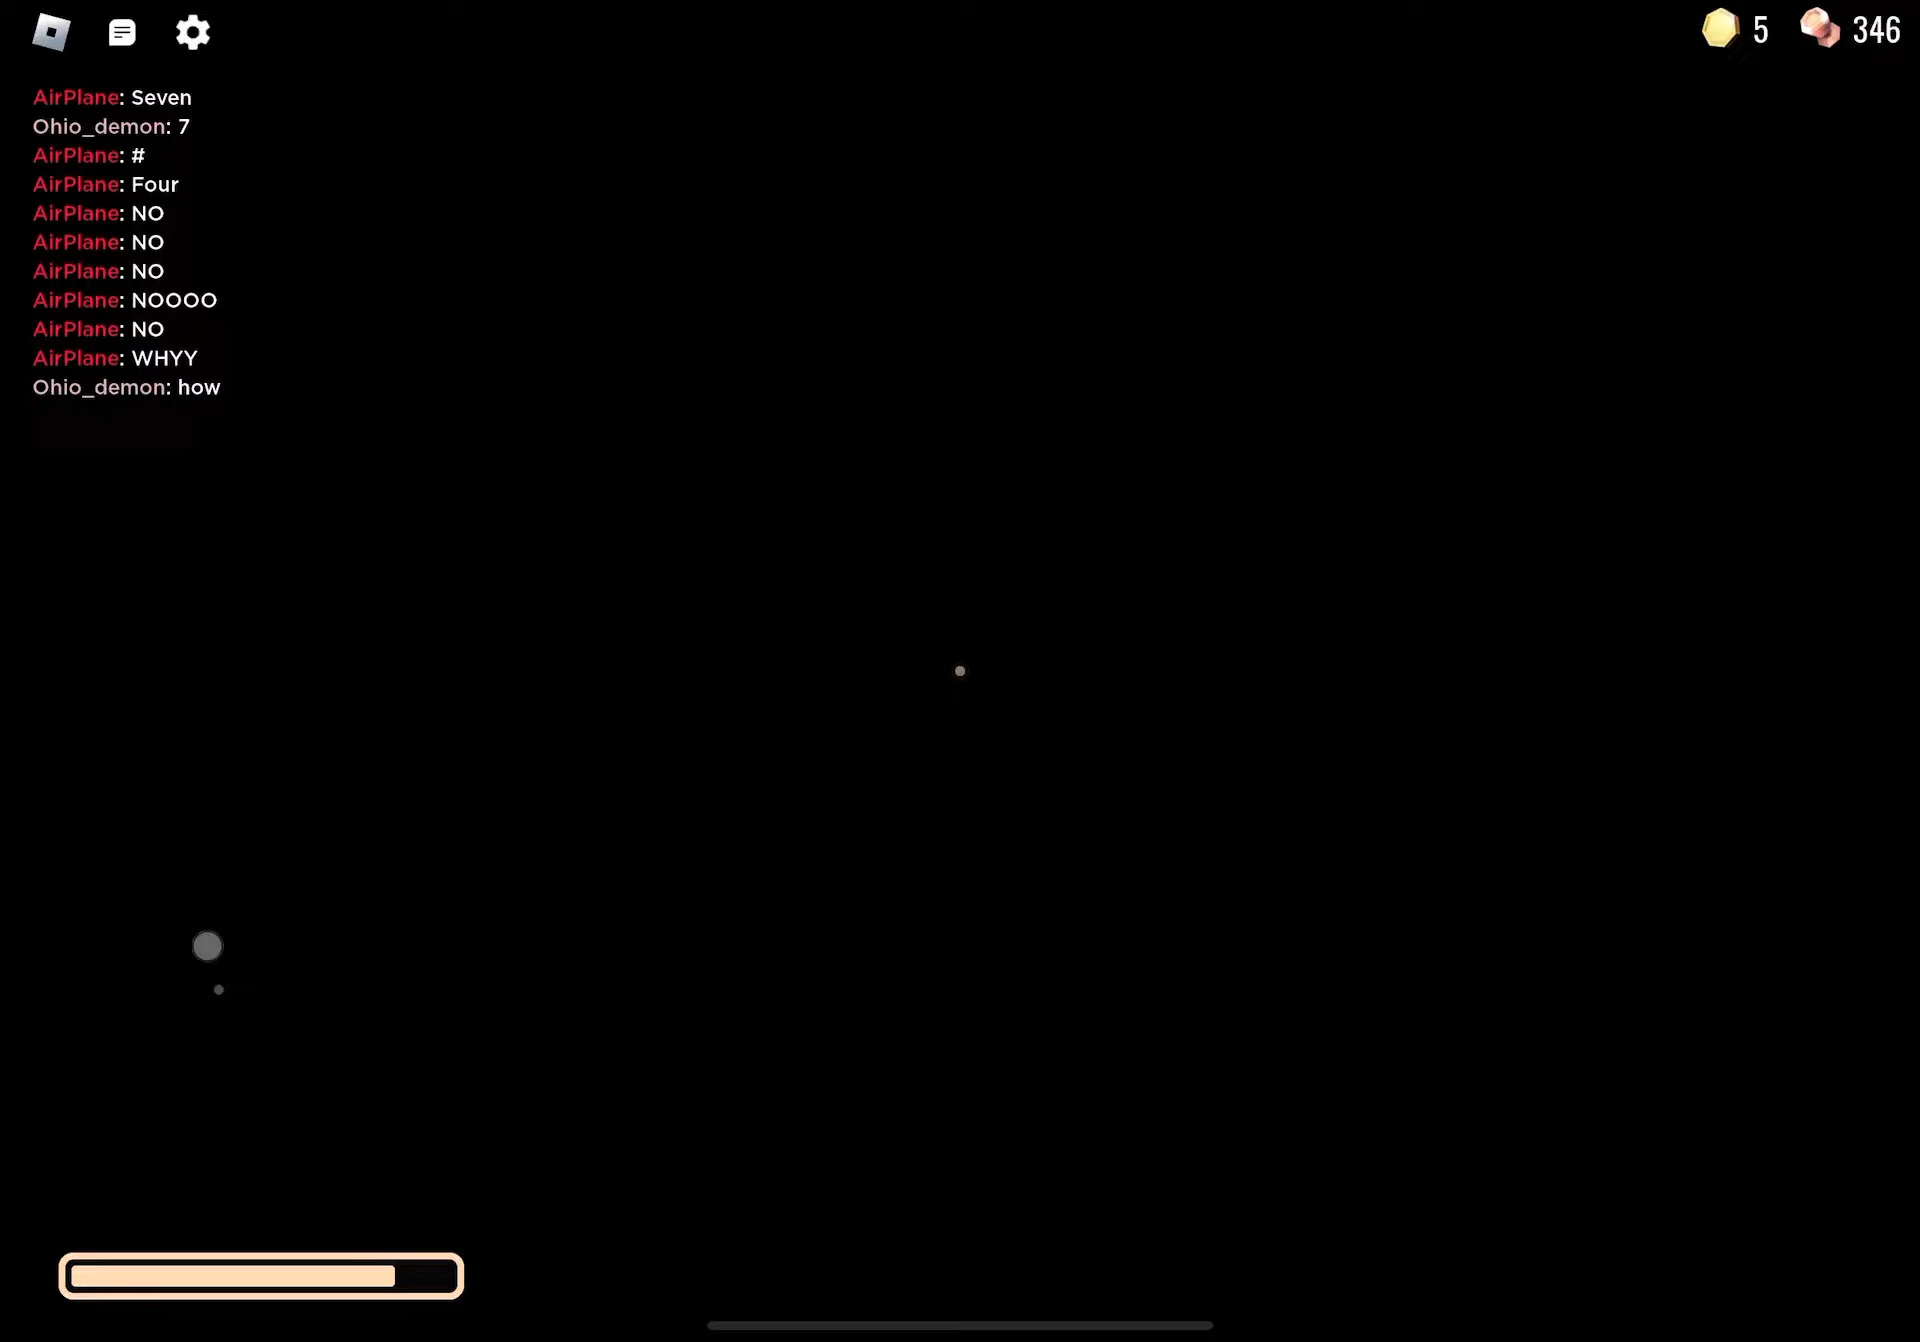 5 346
AirPlane: Seven
Ohio_demon: 7
AirPlane: #
AirPlane: Four
AirPlane: NO
AirPlane: NO
AirPlane: NO
AirPlane: NOOOO
AirPlane: NO
AirPlane: WHYY
Ohio_demon: how